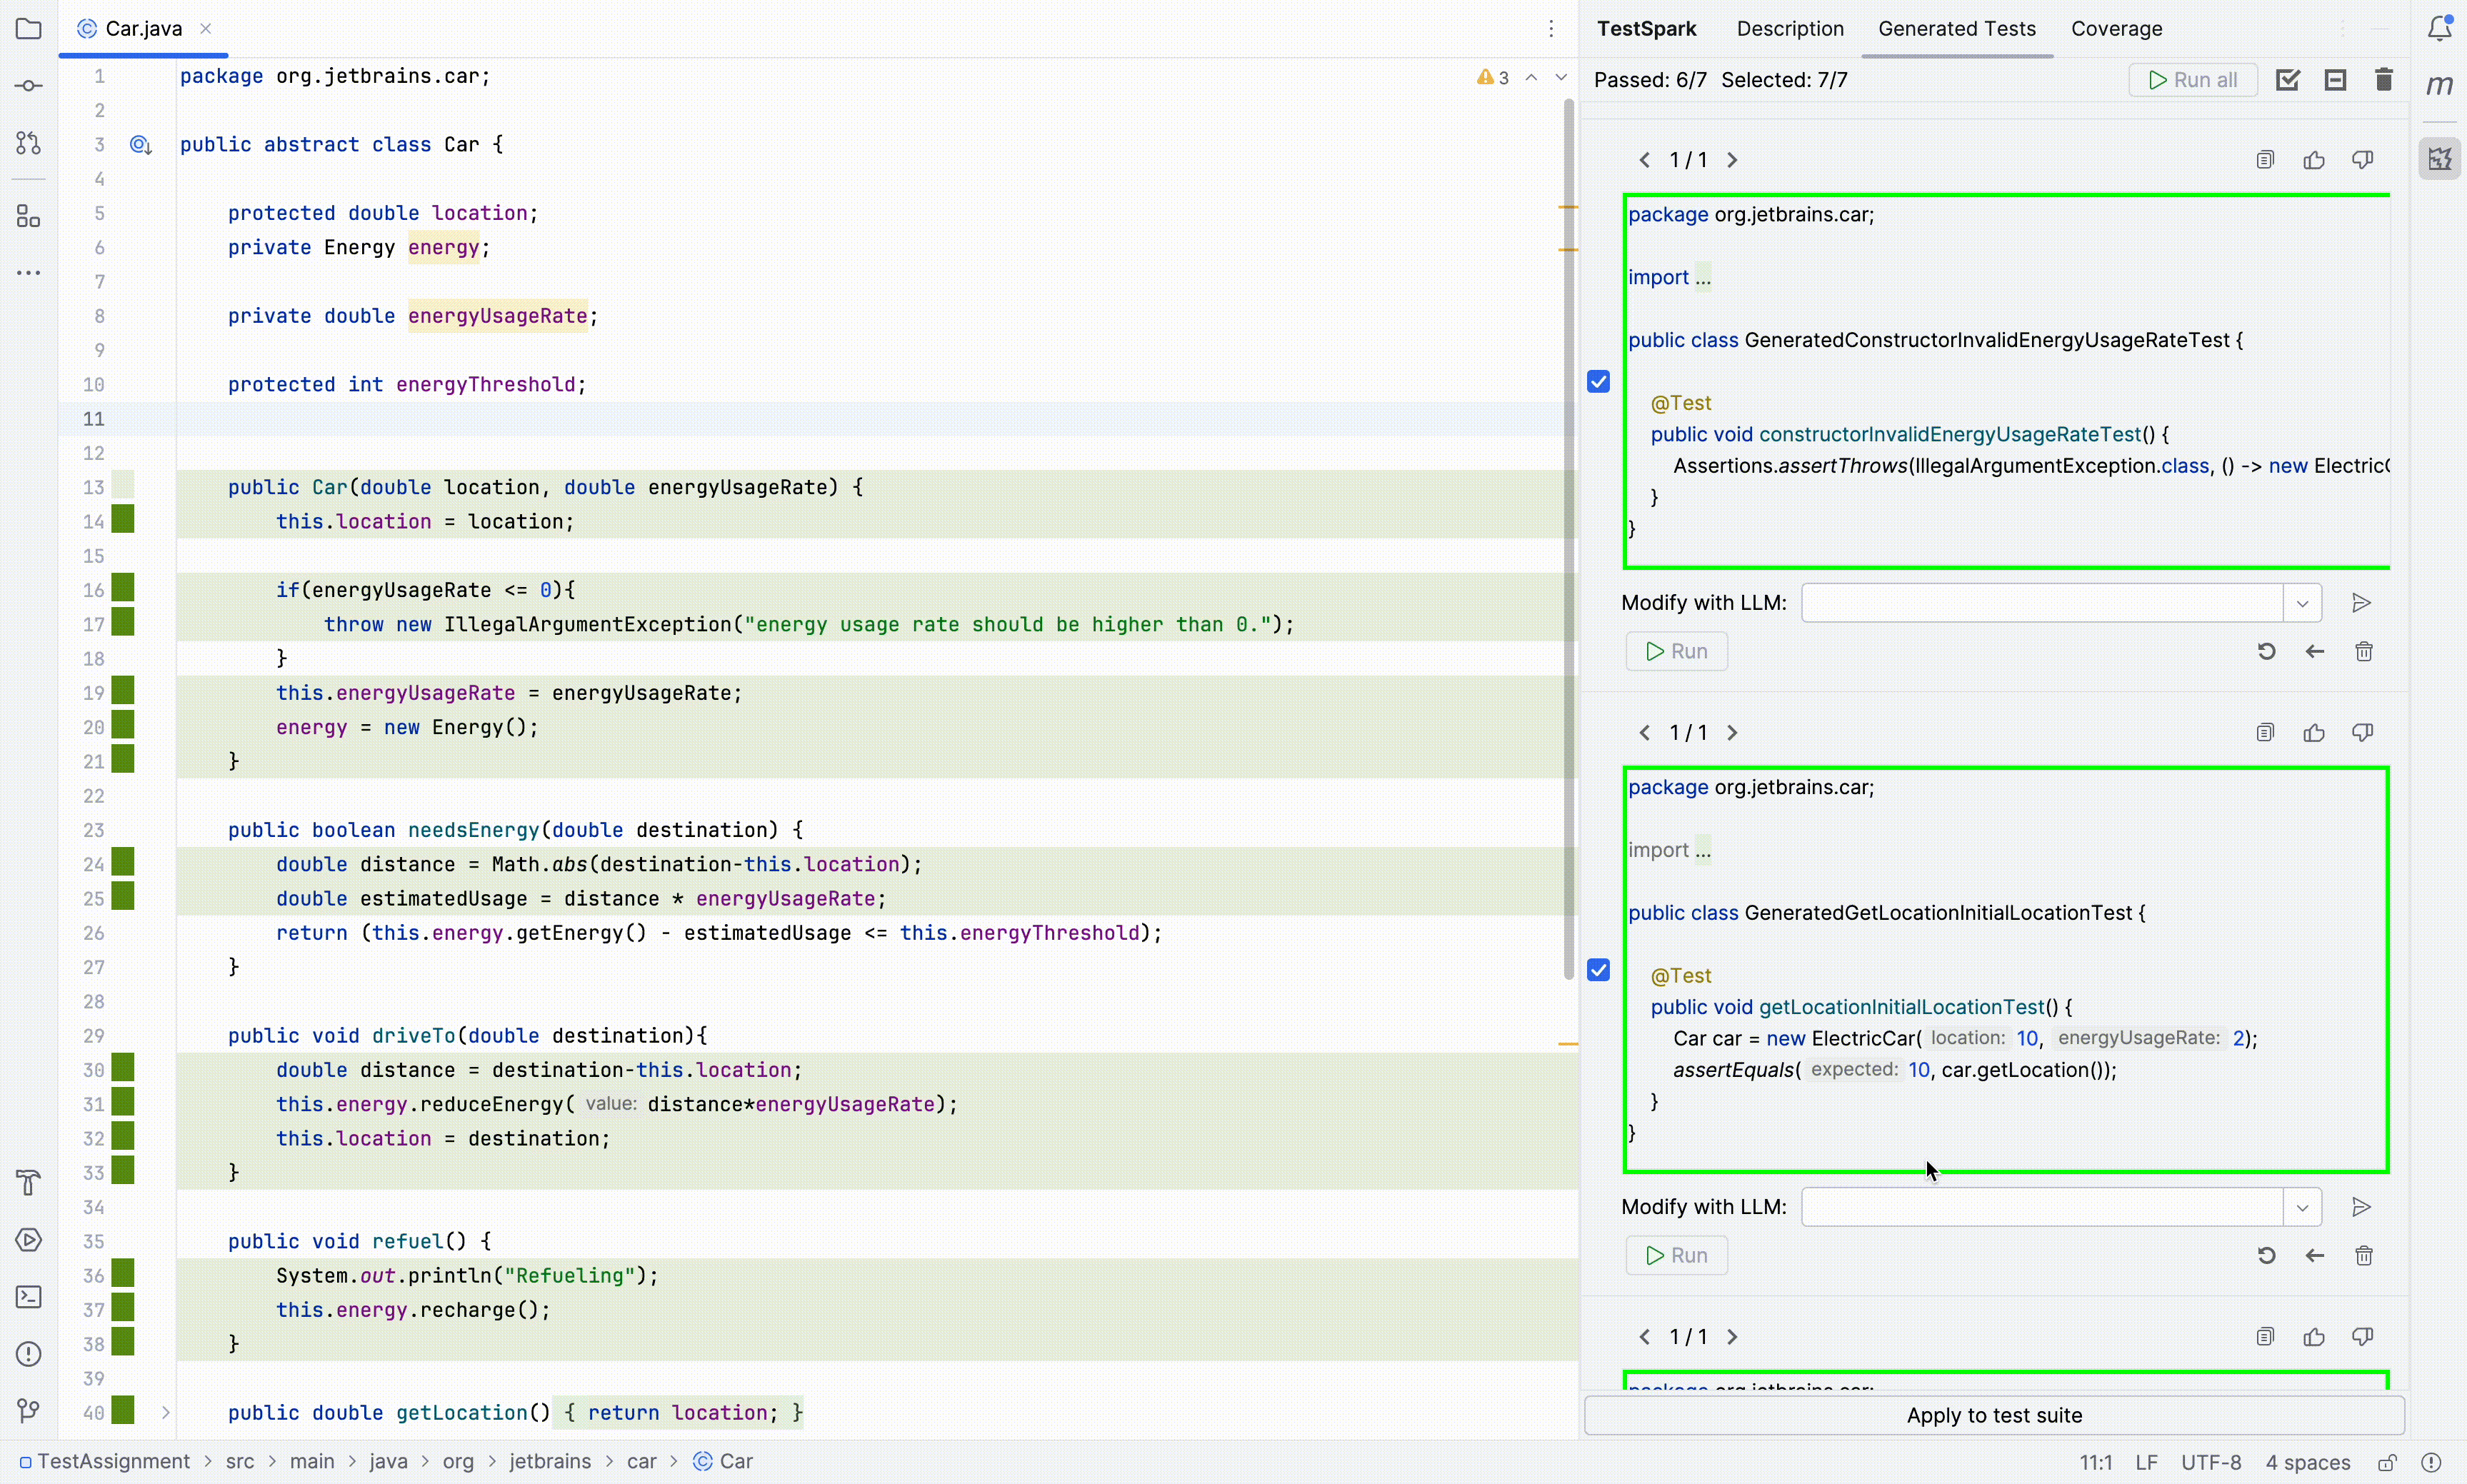 Car.java
3
1 package org.jetbrains.car;
2
3 public abstract class Car {
4
5 protected double location;
6 private Energy energy;
7
8 private double energyUsageRate;
9
10 protected int energyThreshold;
11
12
13 public Car(double location, double energyUsageRate) {
14 this.location = location;
15
16 if(energyUsageRate <= 0){
17 throw new IllegalArgumentException("energy usage rate should be higher than 0.");
18 }
19 this.energyUsageRate = energyUsageRate;
20 energy = new Energy();
21 }
22
23 public boolean needsEnergy(double destination) {
24 double distance = Math.abs(destination-this.location);
25 double estimatedUsage = distance * energyUsageRate;
26 return (this.energy.getEnergy() - estimatedUsage <= this.energyThreshold);
27 }
28
29 public void driveTo(double destination){
30 double distance = destination-this.location;
31 this.energy.reduceEnergy( value: distance*energyUsageRate);
32 this.location = destination;
33 }
34
35 public void refuel() {
36 System.out.println("Refueling");
37 this.energy.recharge();
38 }
39
40 public double getLocation() { return location; }
TestSpark Description Generated Tests Coverage
Passed: 6/7 Selected: 7/7 Run all
1 / 1
package org.jetbrains.car;
import ...
public class GeneratedConstructorInvalidEnergyUsageRateTest {
@Test
public void constructorInvalidEnergyUsageRateTest() {
Assertions.assertThrows(IllegalArgumentException.class, () -> new Electric
}
}
Modify with LLM:
Run
1 / 1
package org.jetbrains.car;
import ...
public class GeneratedGetLocationInitialLocationTest {
@Test
public void getLocationInitialLocationTest() {
Car car = new ElectricCar( location: 10, energyUsageRate: 2);
assertEquals( expected: 10, car.getLocation());
}
}
Modify with LLM:
Run
1 / 1
package org.jetbrains.car;
Apply to test suite
m
TestAssignment > src > main > java > org > jetbrains > car > Car
11:1 LF UTF-8 4 spaces